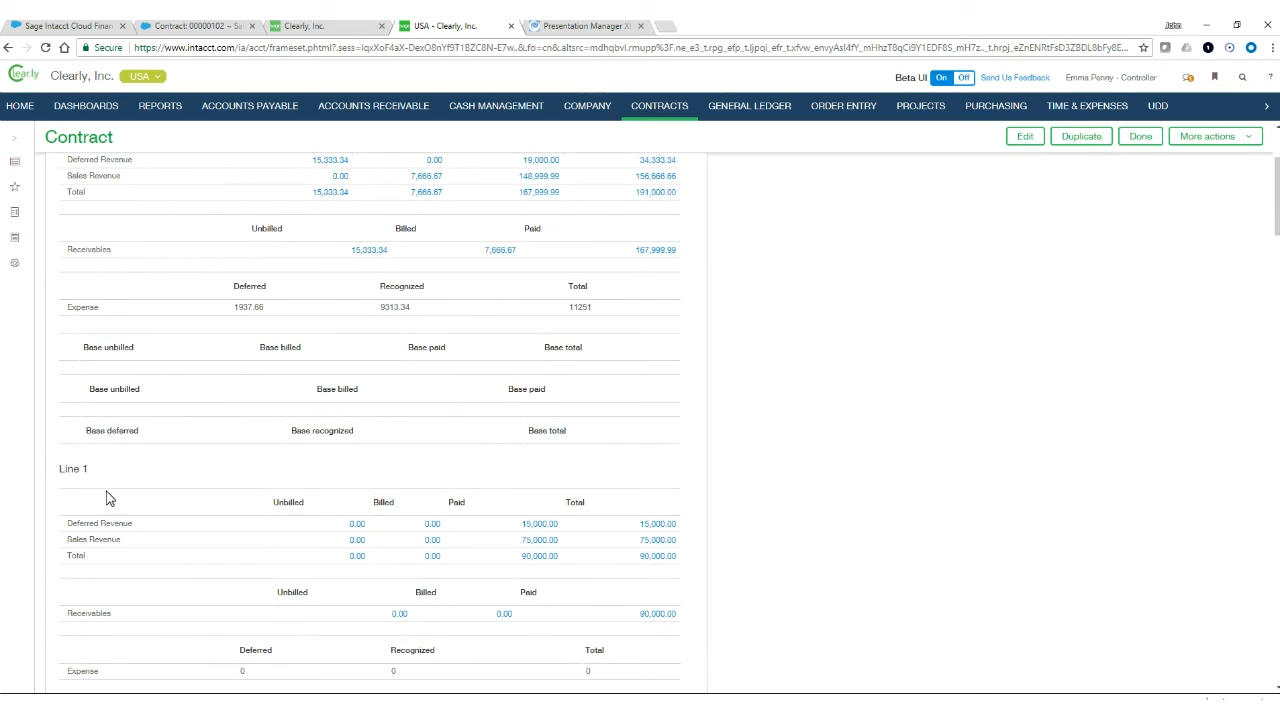 Sage Intacct Cloud Finan
Contract: 00000102 ~ Sal
Clearly, Inc.
USA - Clearly, Inc.
Presentation Manager XI
John
Secure
Clear.ly
Clearly, Inc.
USA
Beta UI On Off Send Us Feedback Emma Penny - Controller
HOME DASHBOARDS REPORTS ACCOUNTS PAYABLE ACCOUNTS RECEIVABLE CASH MANAGEMENT COMPANY CONTRACTS GENERAL LEDGER ORDER ENTRY PROJECTS PURCHASING TIME & EXPENSES UDD
Contract
Edit Duplicate Done More actions
Deferred Revenue 15,333.34 0.00 19,000.00 34,333.34
Sales Revenue 0.00 7,666.67 148,999.99 156,666.66
Total 15,333.34 7,666.67 167,999.99 191,000.00
Unbilled Billed Paid
Receivables 15,333.34 7,666.67 167,999.99
Deferred Recognized Total
Expense 1937.66 9313.34 11251
Base unbilled Base billed Base paid Base total
Base unbilled Base billed Base paid
Base deferred Base recognized Base total
Line 1
Unbilled Billed Paid Total
Deferred Revenue 0.00 0.00 15,000.00 15,000.00
Sales Revenue 0.00 0.00 75,000.00 75,000.00
Total 0.00 0.00 90,000.00 90,000.00
Unbilled Billed Paid
Receivables 0.00 0.00 90,000.00
Deferred Recognized Total
Expense 0 0 0